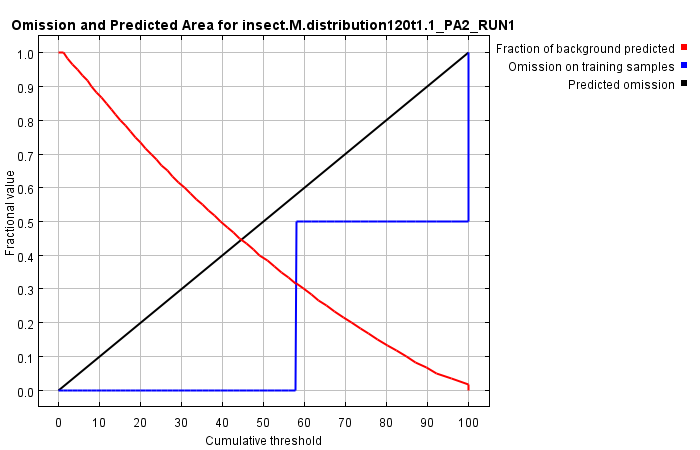 Omission and Predicted Area for insect.M.distribution120t1.1_PA2_RUN1
Fraction of background predicted
Omission on training samples
Predicted omission
Fractional value
1.0
0.9
0.8
0.7
0.6
0.5
0.4
0.3
0.2
0.1
0.0
0 10 20 30 40 50 60 70 80 90 100
Cumulative threshold